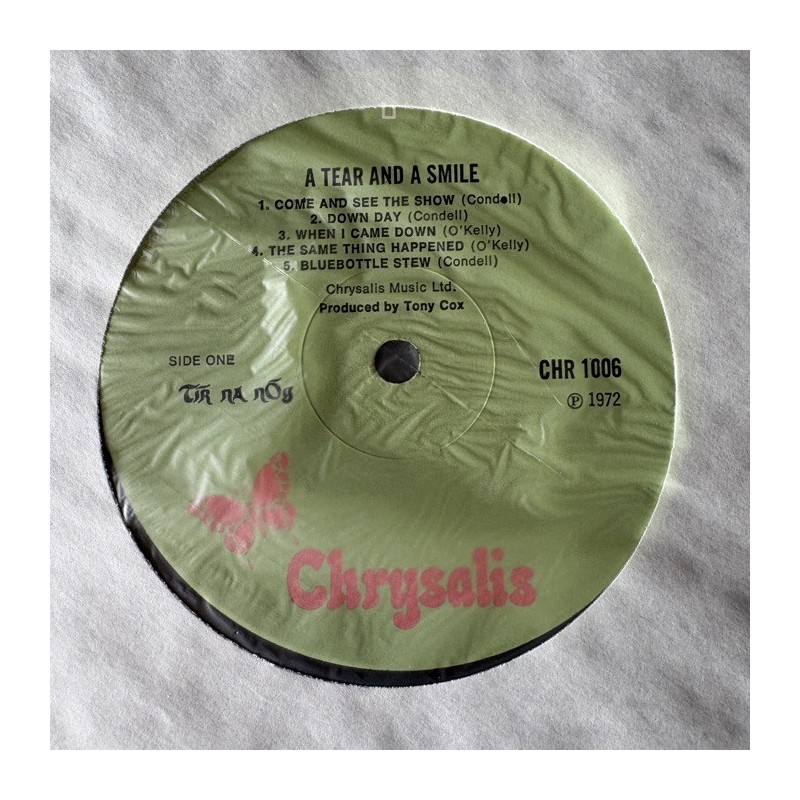 A TEAR AND A SMILE
1. COME AND SEE THE SHOW (Condell)
2. DOWN DAY (Condell)
3. WHEN I CAME DOWN (O'Kelly)
4. THE SAME THING HAPPENED (O'Kelly)
5. BLUEBOTTLE STEW (Condell)
Chrysalis Music Ltd.
Produced by Tony Cox
SIDE ONE
CHR 1006
TÍR NA NÓG
Ⓟ 1972
Chrysalis